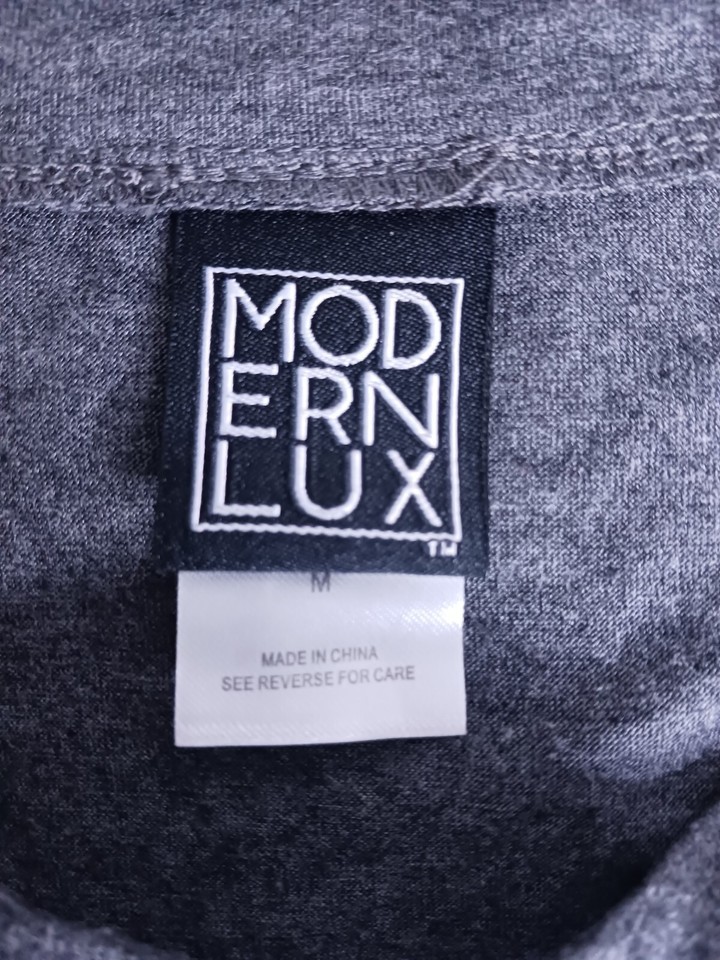 MOD
ERN
LUX
TM
M
MADE IN CHINA
SEE REVERSE FOR CARE